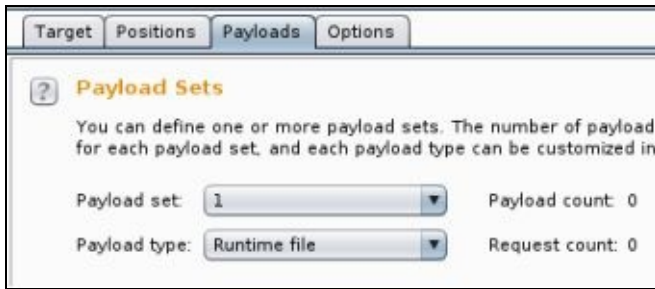 Target Positions Payloads Options
? Payload Sets
You can define one or more payload sets. The number of payload
for each payload set, and each payload type can be customized in
Payload set: 1 Payload count: 0
Payload type: Runtime file Request count: 0